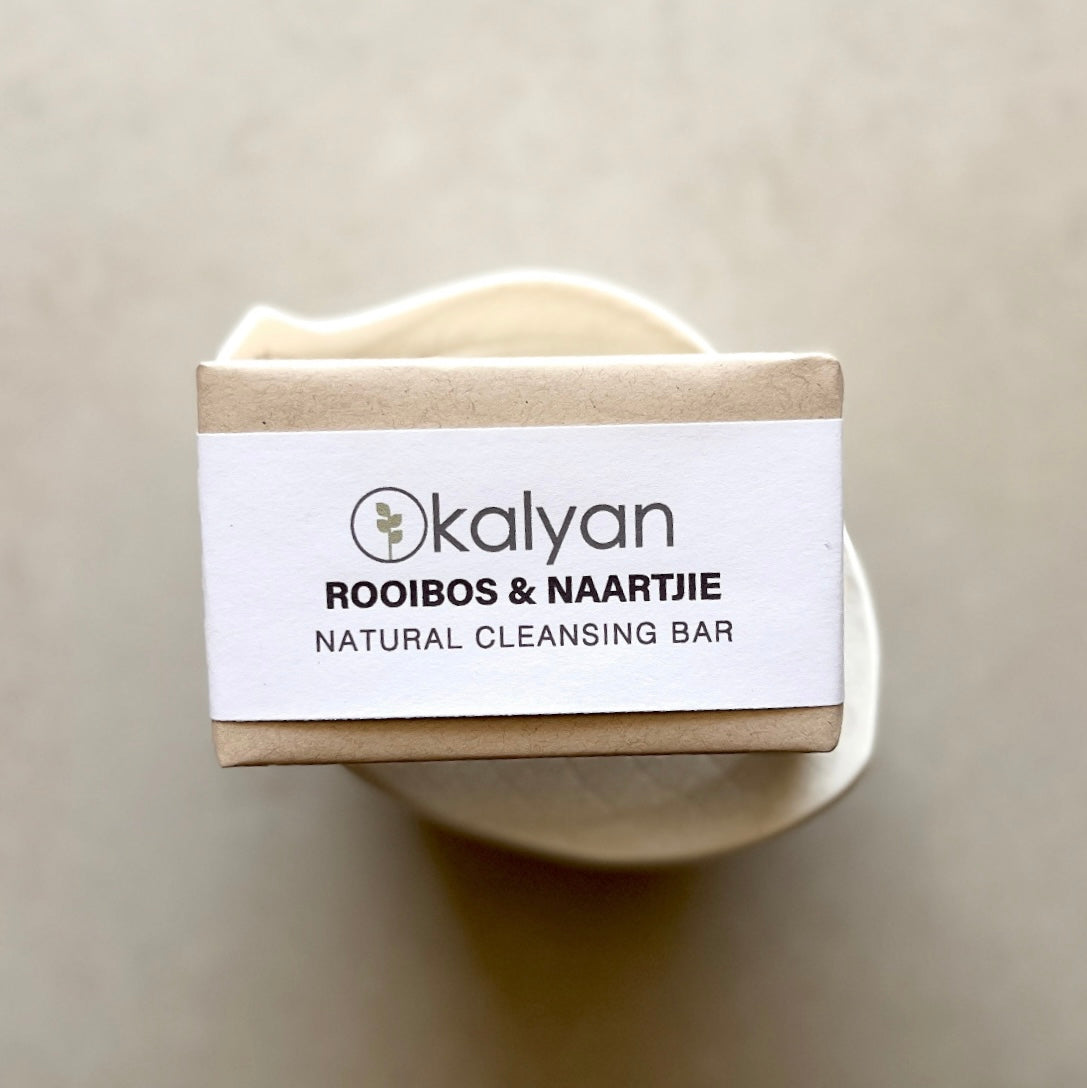 kalyan
ROOIBOS & NAARTJIE
NATURAL CLEANSING BAR